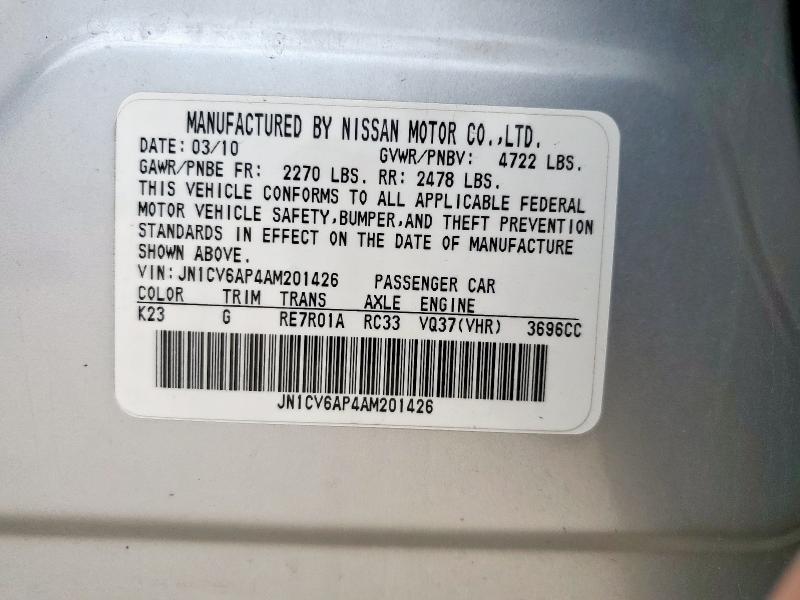 MANUFACTURED BY NISSAN MOTOR CO.,LTD.
DATE: 03/10 GVWR/PNBV: 4722 LBS.
GAWR/PNBE FR: 2270 LBS. RR: 2478 LBS.
THIS VEHICLE CONFORMS TO ALL APPLICABLE FEDERAL
MOTOR VEHICLE SAFETY,BUMPER,AND THEFT PREVENTION
STANDARDS IN EFFECT ON THE DATE OF MANUFACTURE
SHOWN ABOVE.
VIN:JN1CV6AP4AM201426 PASSENGER CAR
COLOR TRIM TRANS AXLE ENGINE
K23 G RE7R01A RC33 VQ37(VHR) 3696CC
JN1CV6AP4AM201426